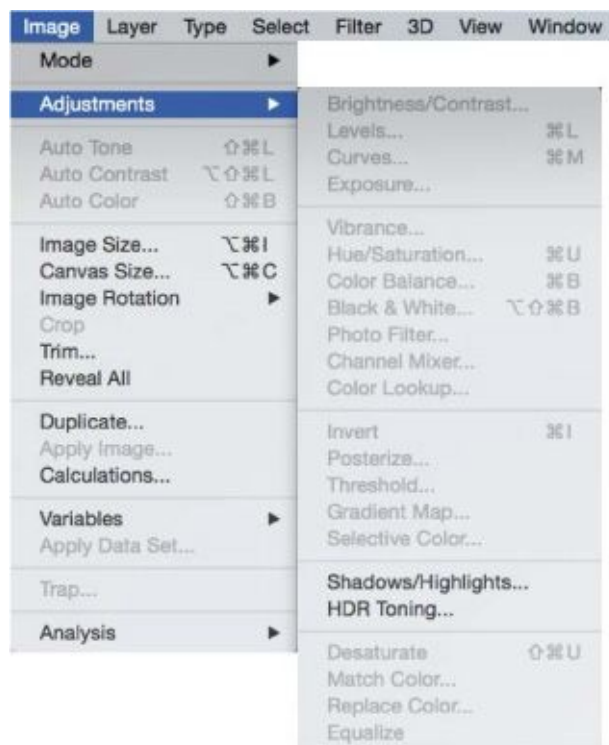 Image Layer Type Select Filter 3D View Window
Mode ▶
Adjustments ▶
Auto Tone ⇧⌘L
Auto Contrast ⌥⇧⌘L
Auto Color ⇧⌘B
Image Size... ⌥⌘I
Canvas Size... ⌥⌘C
Image Rotation ▶
Crop
Trim...
Reveal All
Duplicate...
Apply Image...
Calculations...
Variables ▶
Apply Data Set...
Trap...
Analysis ▶
Brightness/Contrast...
Levels... ⌘L
Curves... ⌘M
Exposure...
Vibrance...
Hue/Saturation... ⌘U
Color Balance... ⌘B
Black & White... ⌥⇧⌘B
Photo Filter...
Channel Mixer...
Color Lookup...
Invert ⌘I
Posterize...
Threshold...
Gradient Map...
Selective Color...
Shadows/Highlights...
HDR Toning...
Desaturate ⇧⌘U
Match Color...
Replace Color...
Equalize